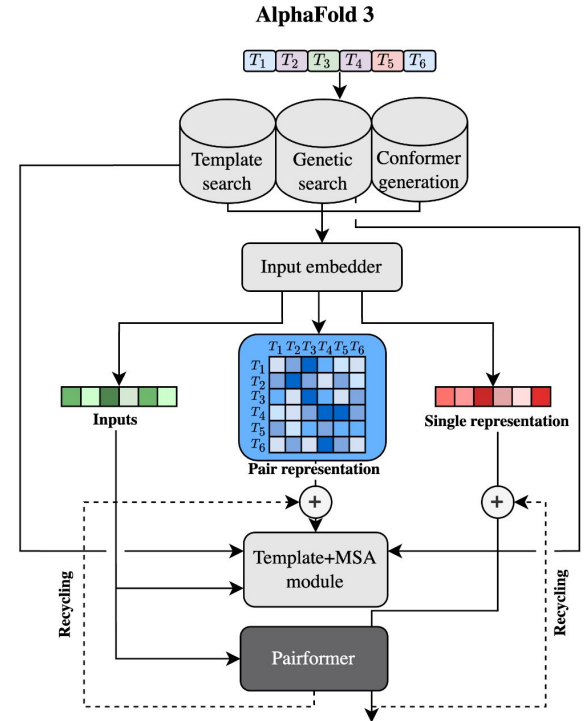 AlphaFold 3
T1 T2 T3 T4 T5 T6
Template
search
Genetic
search
Conformer
generation
Input embedder
T1 T2 T3 T4 T5 T6
T1
T2
T3
T4
T5
T6
Inputs
Pair representation
Single representation
+
+
Template+MSA
module
Recycling
Recycling
Pairformer